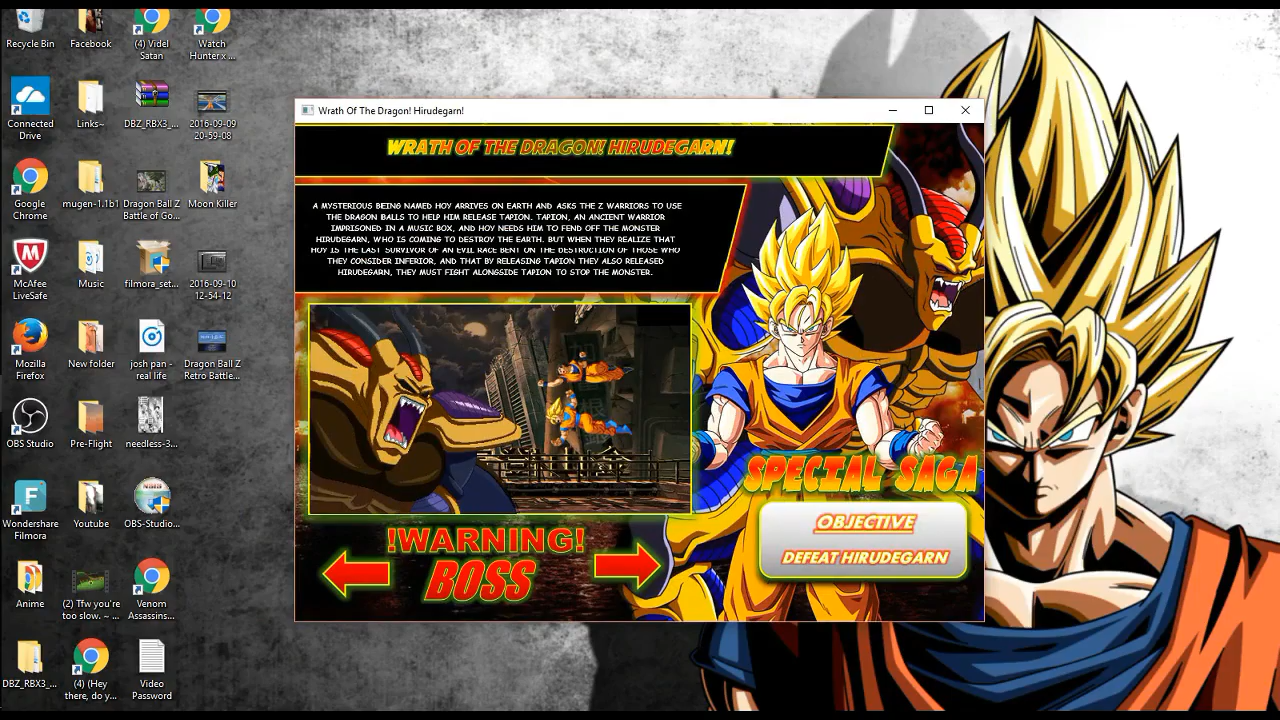 Recycle Bin
Facebook
(4) Videl
Satan
Watch
Hunter x ...
Connected
Drive
Links~
DBZ_RBX3_...
2016-09-09
20-59-08
Google
Chrome
mugen-1.1b1
Dragon Ball Z
Battle of Go...
Moon Killer
McAfee
LiveSafe
Music
filmora_set...
2016-09-10
12-54-12
Mozilla
Firefox
New folder
josh pan -
real life
Dragon Ball Z
Retro Battle...
OBS Studio
Pre-Flight
needless-3...
Wondershare
Filmora
Youtube
OBS-Studio...
Anime
(2) Tfw you're
too slow. ~ ...
Venom
Assassins...
DBZ_RBX3_...
(4) (Hey
there, do y...
Video
Password
Wrath Of The Dragon! Hirudegarn!
WRATH OF THE DRAGON! HIRUDEGARN!
A MYSTERIOUS BEING NAMED HOY ARRIVES ON EARTH AND ASKS THE Z WARRIORS TO USE
THE DRAGON BALLS TO HELP HIM RELEASE TAPION. TAPION, AN ANCIENT WARRIOR
IMPRISONED IN A MUSIC BOX, AND HOY NEEDS HIM TO FEND OFF THE MONSTER
HIRUDEGARN, WHO IS COMING TO DESTROY THE EARTH. BUT WHEN THEY REALIZE THAT
HOY IS THE LAST SURVIVOR OF AN EVIL RACE BENT ON THE DESTRUCTION OF THOSE WHO
THEY CONSIDER INFERIOR, AND THAT BY RELEASING TAPION THEY ALSO RELEASED
HIRUDEGARN, THEY MUST FIGHT ALONGSIDE TAPION TO STOP THE MONSTER.
SPECIAL SAGA
OBJECTIVE
DEFEAT HIRUDEGARN
!WARNING!
BOSS